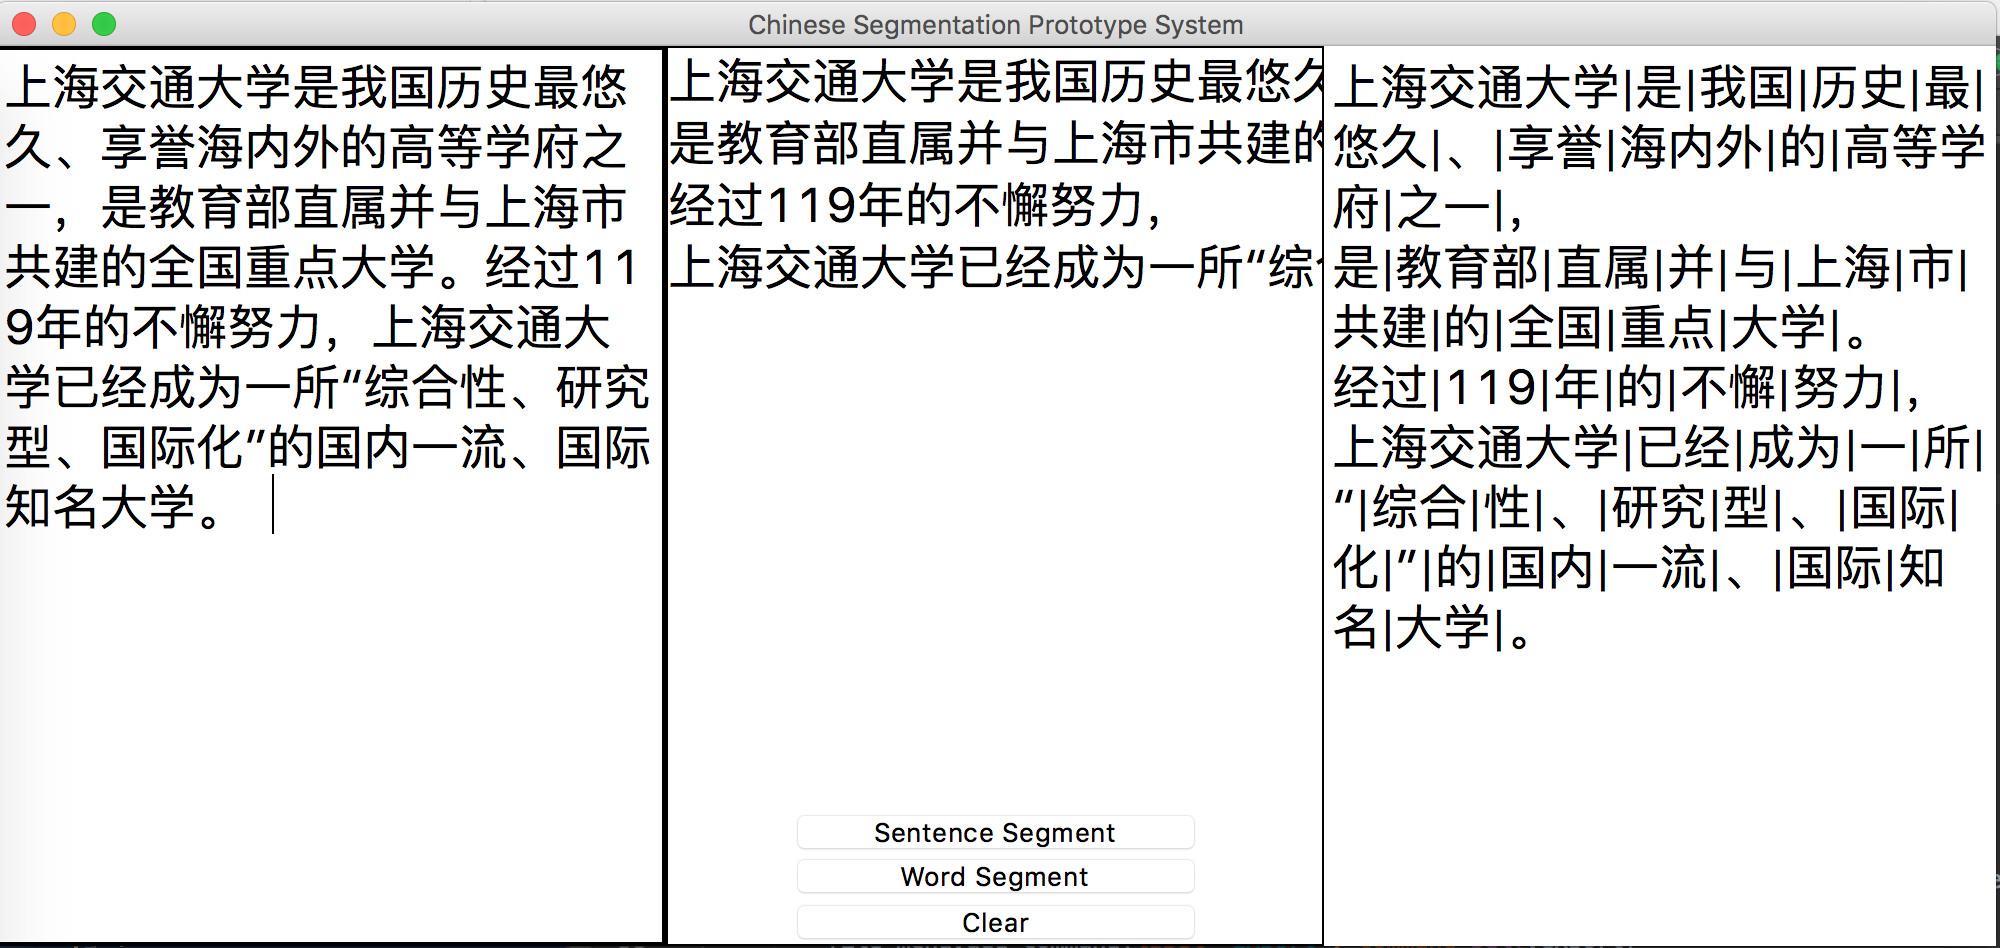 Chinese Segmentation Prototype System
上海交通大学是我国历史最悠
久、享誉海内外的高等学府之
一，是教育部直属并与上海市
共建的全国重点大学。经过11
9年的不懈努力，上海交通大
学已经成为一所“综合性、研究
型、国际化”的国内一流、国际
知名大学。
上海交通大学是我国历史最悠久
是教育部直属并与上海市共建的
经过119年的不懈努力，
上海交通大学已经成为一所“综
上海交通大学|是|我国|历史|最|
悠久|、|享誉|海内外|的|高等学
府|之一|，
是|教育部|直属|并|与|上海|市|
共建|的|全国|重点|大学|。
经过|119|年|的|不懈|努力|，
上海交通大学|已经|成为|一|所|
“|综合|性|、|研究|型|、|国际|
化|”|的|国内|一流|、|国际|知
名|大学|。
Sentence Segment
Word Segment
Clear